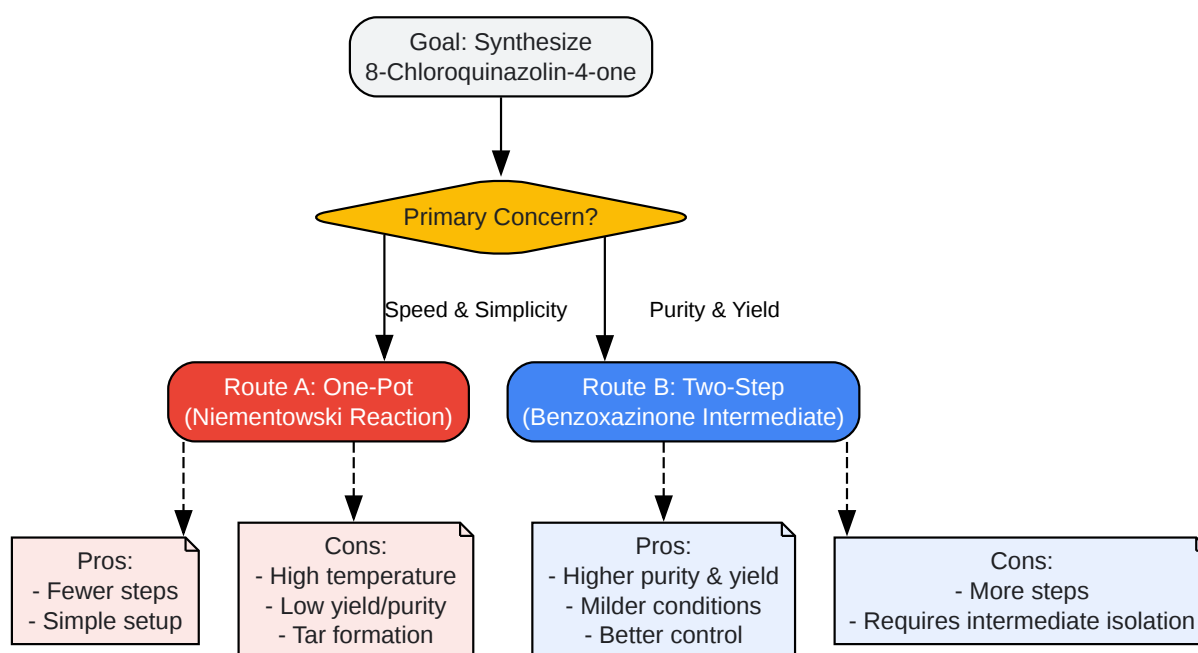 Goal: Synthesize
8-Chloroquinazolin-4-one
Primary Concern?
Speed & Simplicity
Purity & Yield
Route A: One-Pot
(Niementowski Reaction)
Route B: Two-Step
(Benzoxazinone Intermediate)
Pros:
- Fewer steps
- Simple setup
Cons:
- High temperature
- Low yield/purity
- Tar formation
Pros:
- Higher purity & yield
- Milder conditions
- Better control
Cons:
- More steps
- Requires intermediate isolation